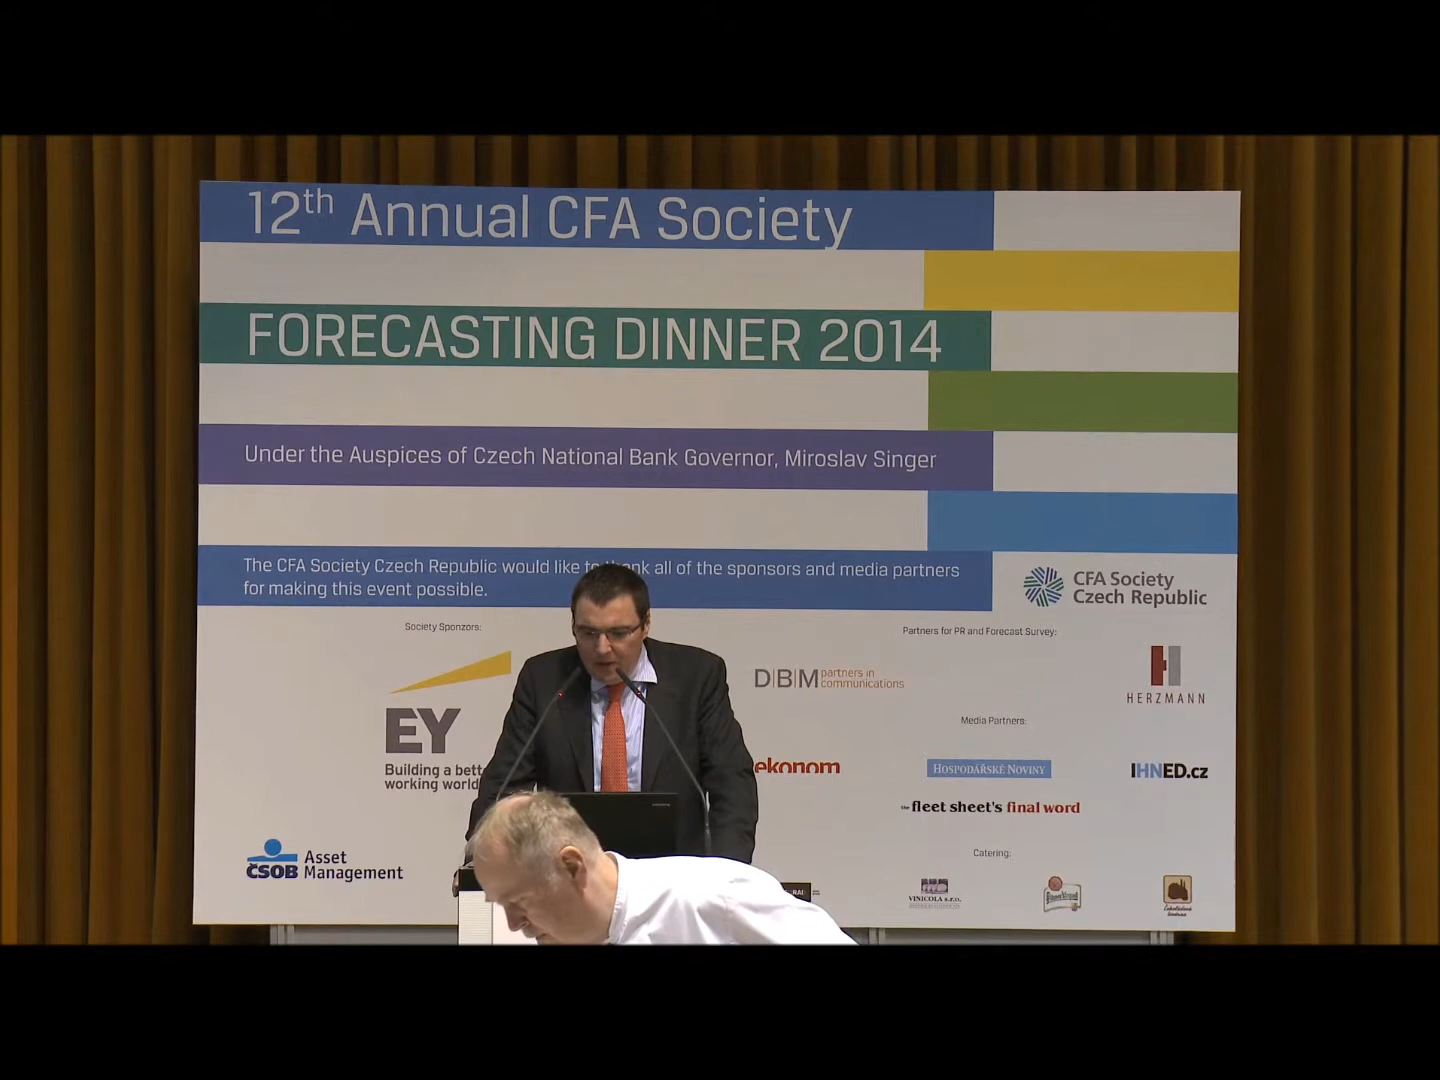 12th Annual CFA Society
FORECASTING DINNER 2014
Under the Auspices of Czech National Bank Governor, Miroslav Singer
The CFA Society Czech Republic would like to thank all of the sponsors and media partners
for making this event possible.
CFA Society
Czech Republic
Society Sponzors:
EY
Building a bette
working world
ČSOB Asset
Management
DBM partners in
communications
Partners for PR and Forecast Survey:
HERZMANN
Media Partners:
ekonom
HOSPODÁŘSKÉ NOVINY
IHNED.cz
the fleet sheet's final word
Catering:
VINICOLA s.r.o.